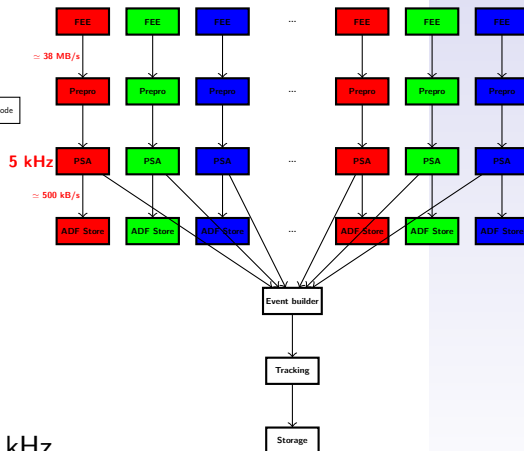 FEE FEE FEE ... FEE FEE FEE
≃ 38 MB/s
Prepro Prepro Prepro ... Prepro Prepro Prepro
ode
5 kHz PSA PSA PSA ... PSA PSA PSA
≃ 500 kB/s
ADF Store ADF Store ADF Store ... ADF Store ADF Store ADF Store
Event builder
Tracking
Storage
kHz